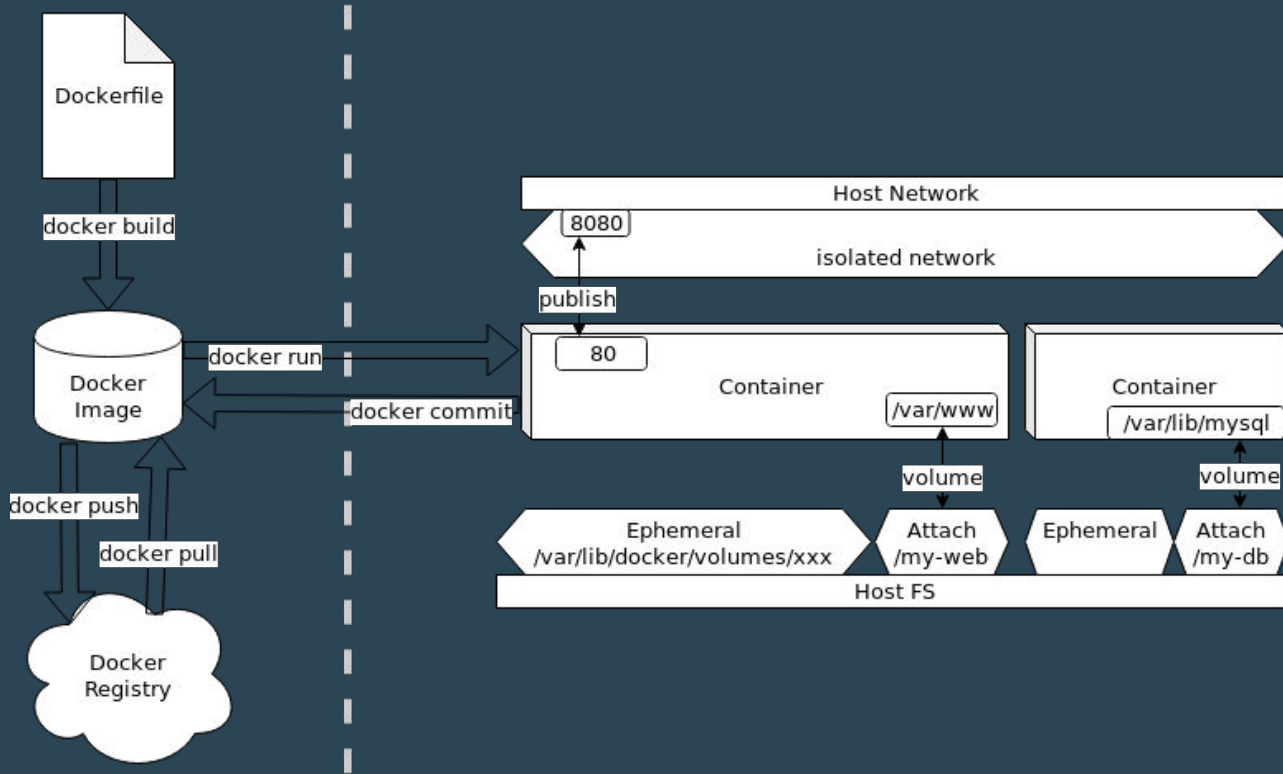 Dockerfile
docker build
Docker
Image
docker push
docker pull
Docker
Registry
docker run
docker commit
Host Network
8080
isolated network
publish
80
Container
/var/www
Container
/var/lib/mysql
volume
volume
Ephemeral
/var/lib/docker/volumes/xxx
Attach
/my-web
Ephemeral
Attach
/my-db
Host FS